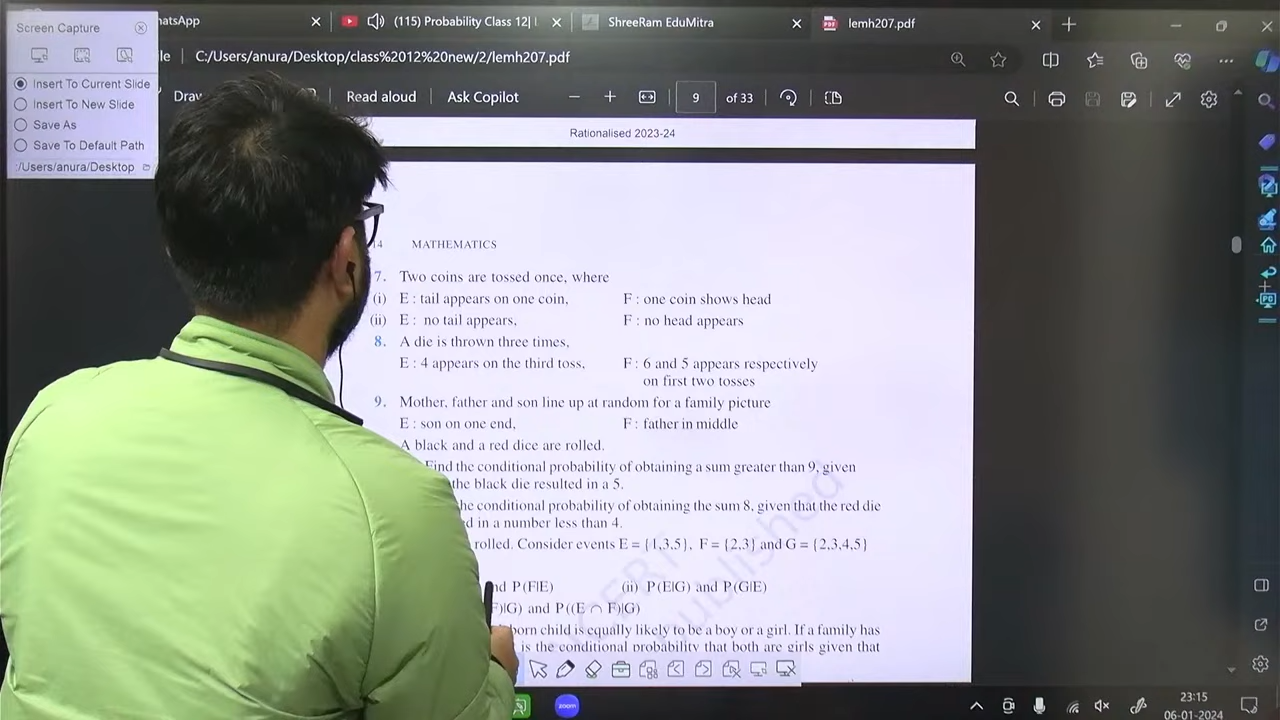 hatsApp
(115) Probability Class 12|
ShreeRam EduMitra
lemh207.pdf
Screen Capture
le
C:/Users/anura/Desktop/class%2012%20new/2/lemh207.pdf
Insert To Current Slide
Draw
Read aloud
Ask Copilot
9
of 33
Insert To New Slide
Save As
Save To Default Path
:/Users/anura/Desktop
Rationalised 2023-24
14 MATHEMATICS
7. Two coins are tossed once, where
(i) E : tail appears on one coin, F : one coin shows head
(ii) E : no tail appears, F : no head appears
8. A die is thrown three times,
E : 4 appears on the third toss, F : 6 and 5 appears respectively
on first two tosses
9. Mother, father and son line up at random for a family picture
E : son on one end, F : father in middle
A black and a red dice are rolled.
Find the conditional probability of obtaining a sum greater than 9, given
the black die resulted in a 5.
he conditional probability of obtaining the sum 8, given that the red die
d in a number less than 4.
rolled. Consider events E = {1,3,5}, F = {2,3} and G = {2,3,4,5}
nd P(F|E) (ii) P(E|G) and P(G|E)
F)|G) and P((E ∩ F)|G)
born child is equally likely to be a boy or a girl. If a family has
is the conditional probability that both are girls given that
published
zoom
23:15
06-01-2024